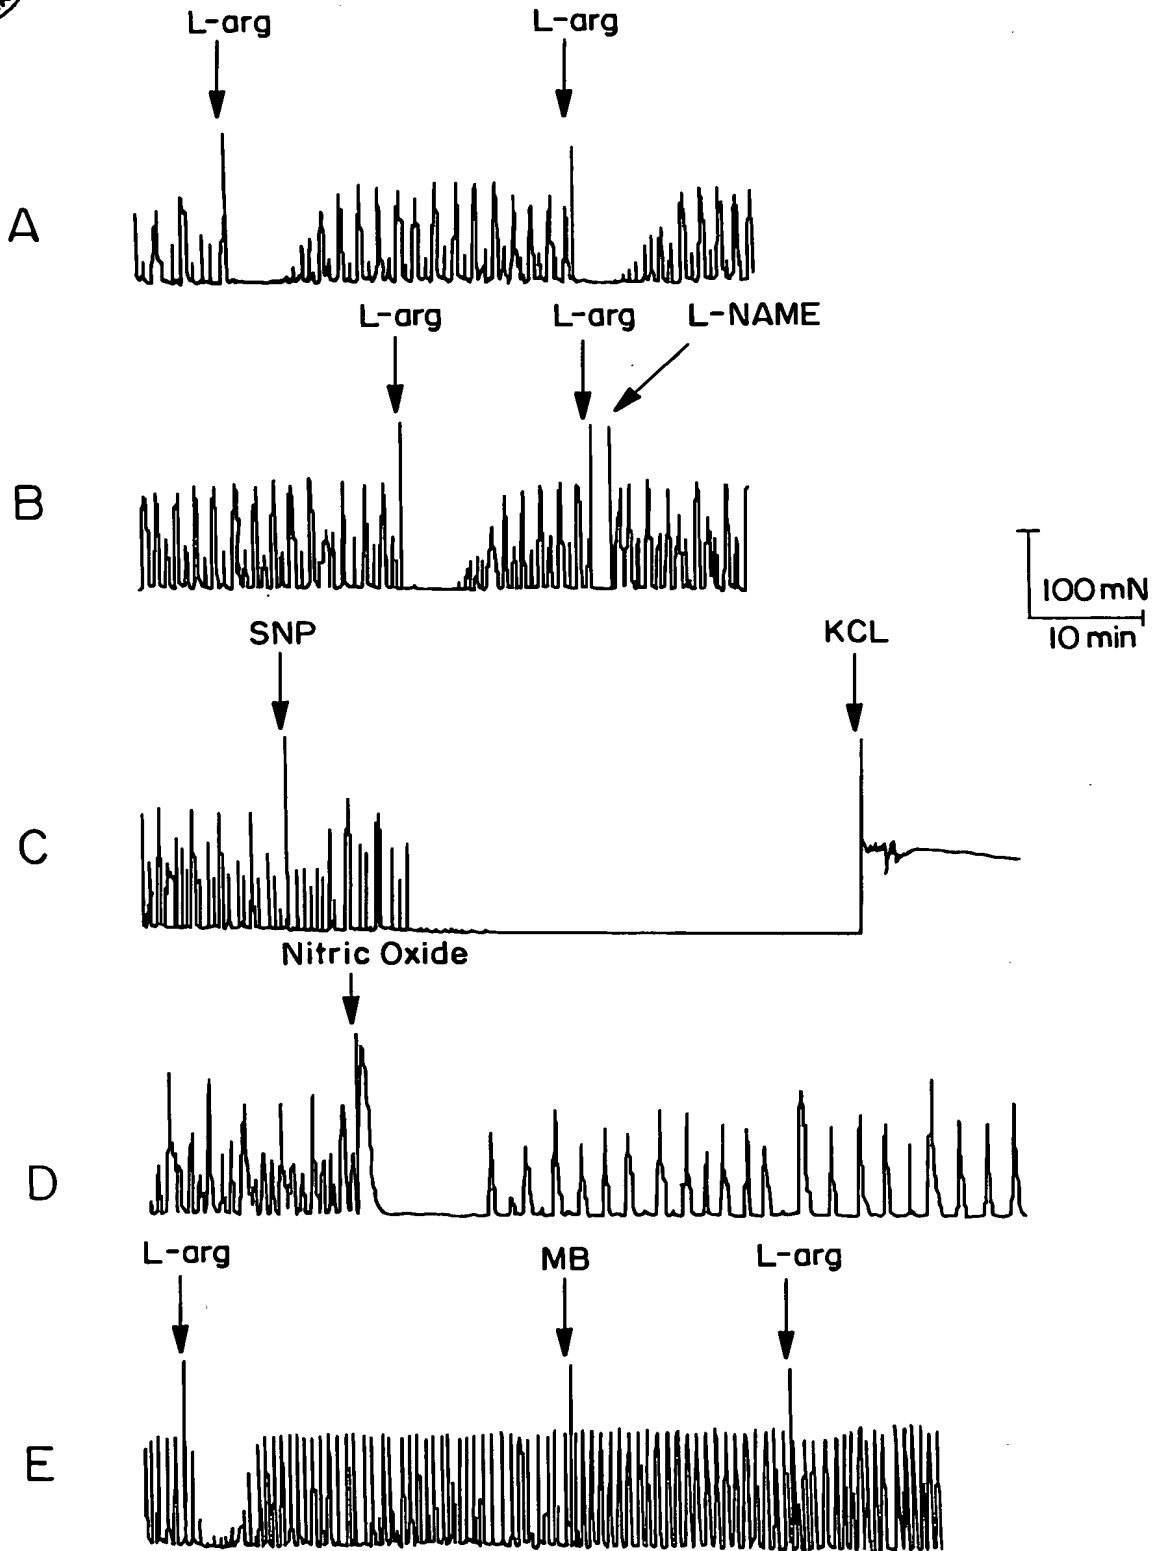 L-arg L-arg
A
L-arg L-arg L-NAME
B
100 mN
10 min
SNP KCL
C
Nitric Oxide
D
L-arg MB L-arg
E